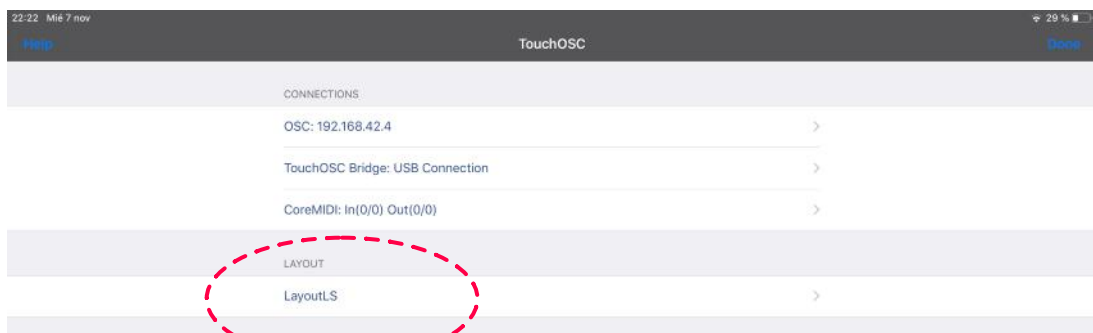 22:22 Mié 7 nov 29 %
Help TouchOSC Done
CONNECTIONS
OSC: 192.168.42.4
TouchOSC Bridge: USB Connection
CoreMIDI: In(0/0) Out(0/0)
LAYOUT
LayoutLS